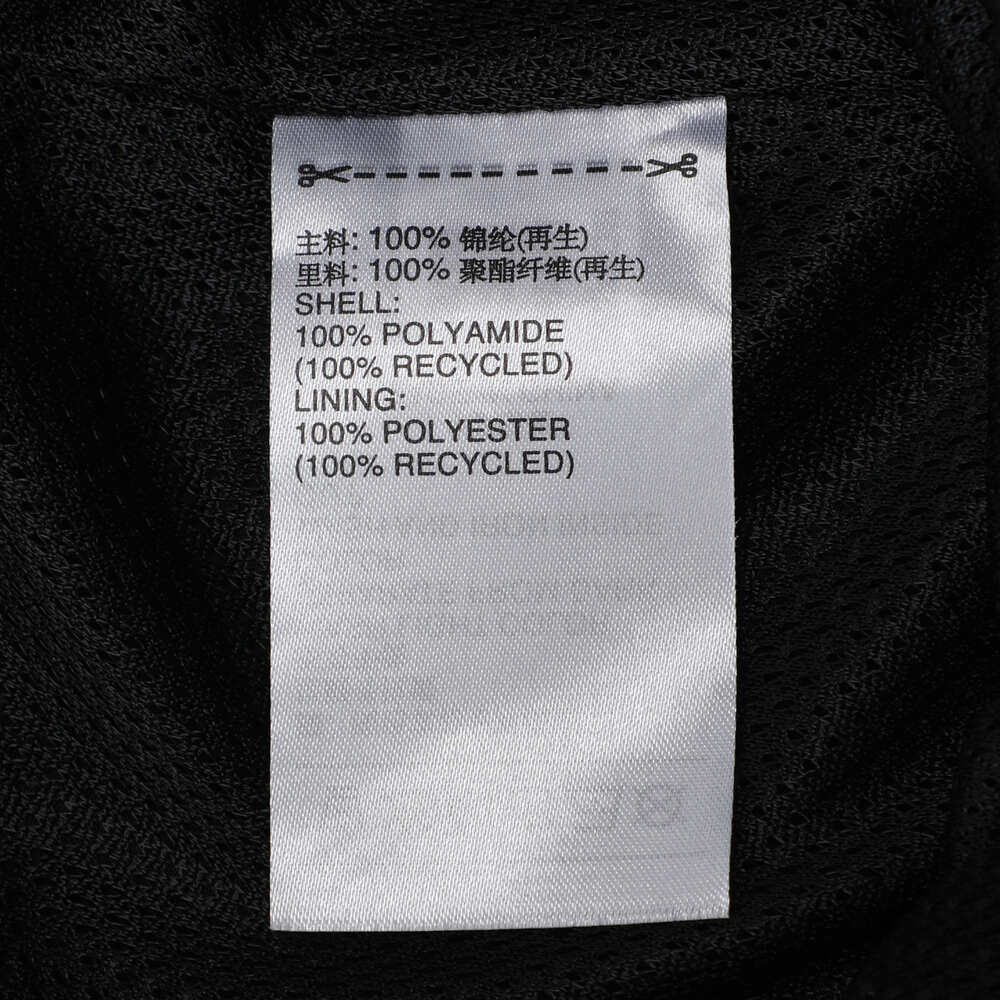 主料: 100% 锦纶(再生)
里料: 100% 聚酯纤维(再生)
SHELL:
100% POLYAMIDE
(100% RECYCLED)
LINING:
100% POLYESTER
(100% RECYCLED)